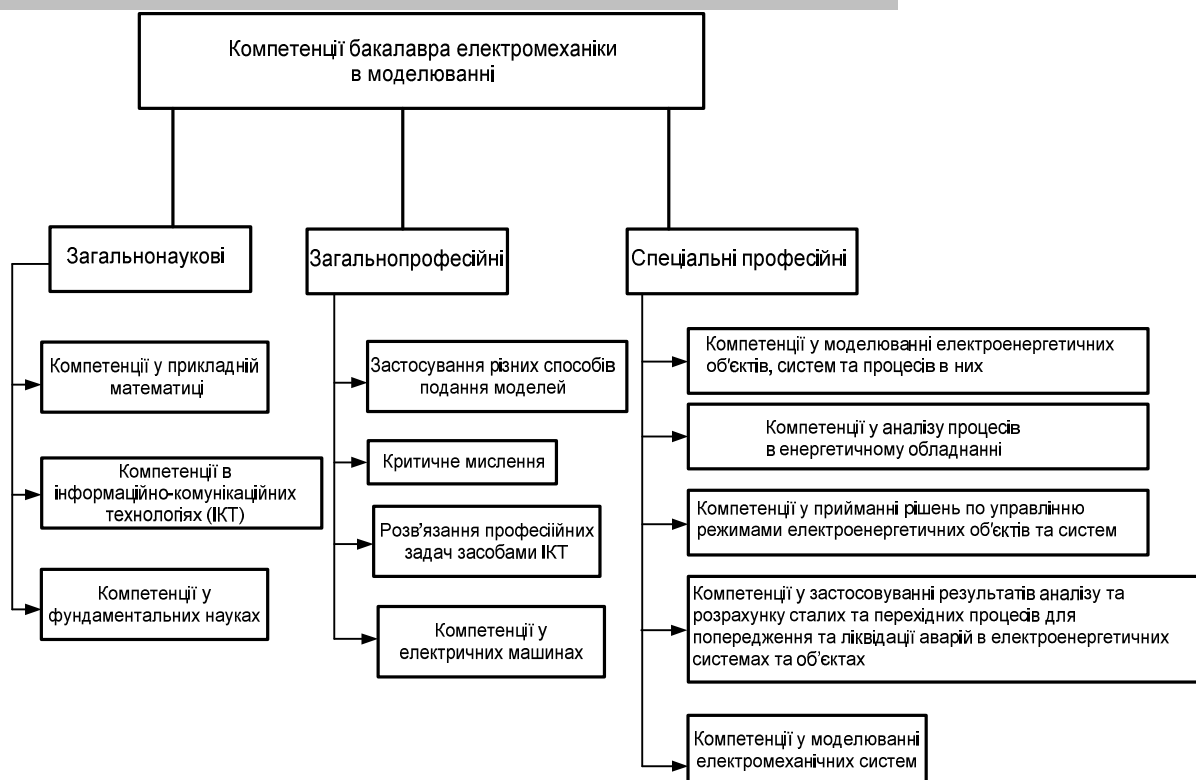 Компетенції бакалавра електромеханіки
в моделюванні
Загальнонаукові
Компетенції у прикладній
математиці
Компетенції в
інформаційно-комунікаційних
технологіях (ІКТ)
Компетенції у
фундаментальних науках
Загальнопрофесійні
Застосування різних способів
подання моделей
Критичне мислення
Розв'язання професійних
задач засобами ІКТ
Компетенції у
електричних машинах
Спеціальні професійні
Компетенції у моделюванні електроенергетичних
об'єктів, систем та процесів в них
Компетенції у аналізу процесів
в енергетичному обладнанні
Компетенції у прийманні рішень по управлінню
режимами електроенергетичних об'єктів та систем
Компетенції у застосовуванні результатів аналізу та
розрахунку сталих та перехідних процесів для
попередження та ліквідації аварій в електроенергетичних
системах та об'єктах
Компетенції у моделюванні
електромеханічних систем